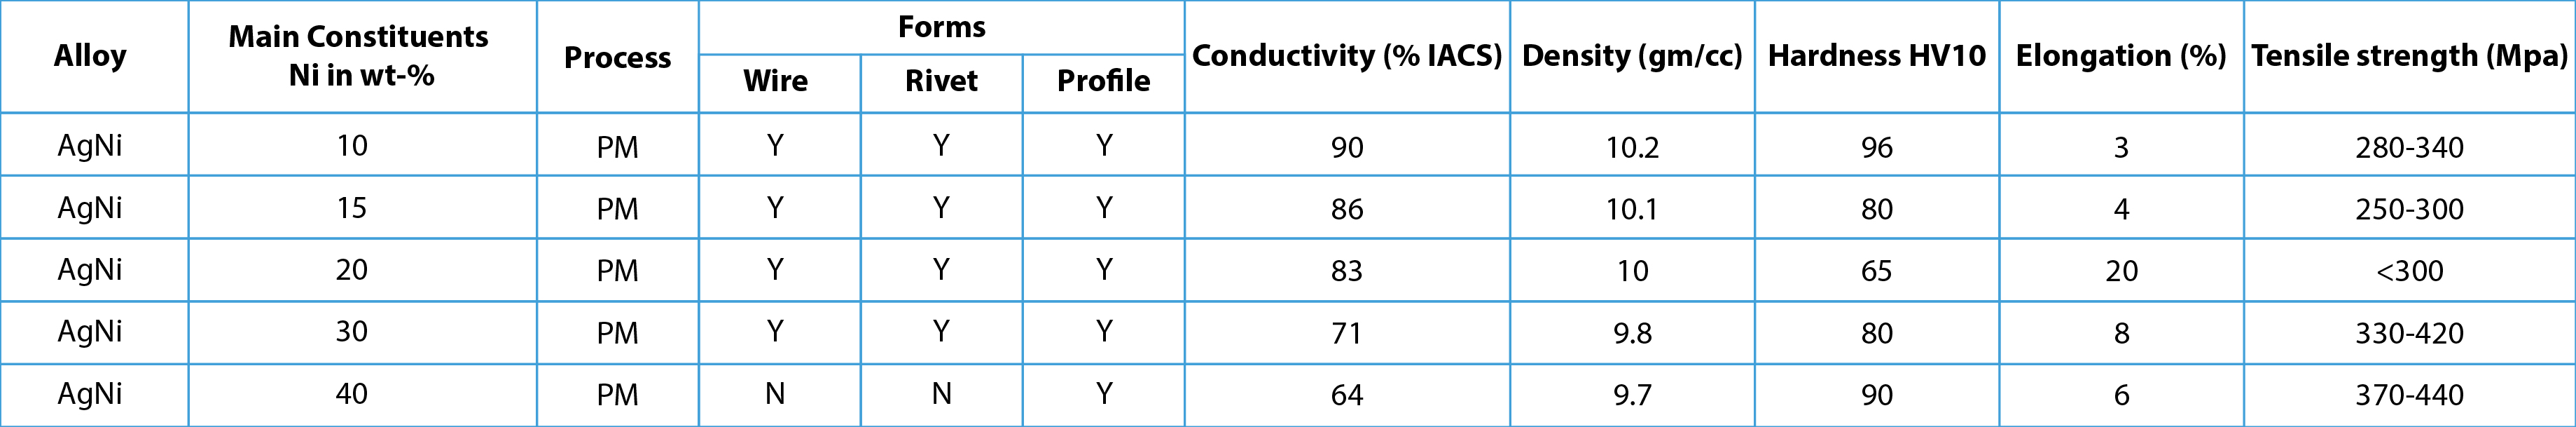 Alloy Main Constituents Ni in wt-% Process Forms Conductivity (% IACS) Density (gm/cc) Hardness HV10 Elongation (%) Tensile strength (Mpa)
Wire Rivet Profile
AgNi 10 PM Y Y Y 90 10.2 96 3 280-340
AgNi 15 PM Y Y Y 86 10.1 80 4 250-300
AgNi 20 PM Y Y Y 83 10 65 20 <300
AgNi 30 PM Y Y Y 71 9.8 80 8 330-420
AgNi 40 PM N N Y 64 9.7 90 6 370-440